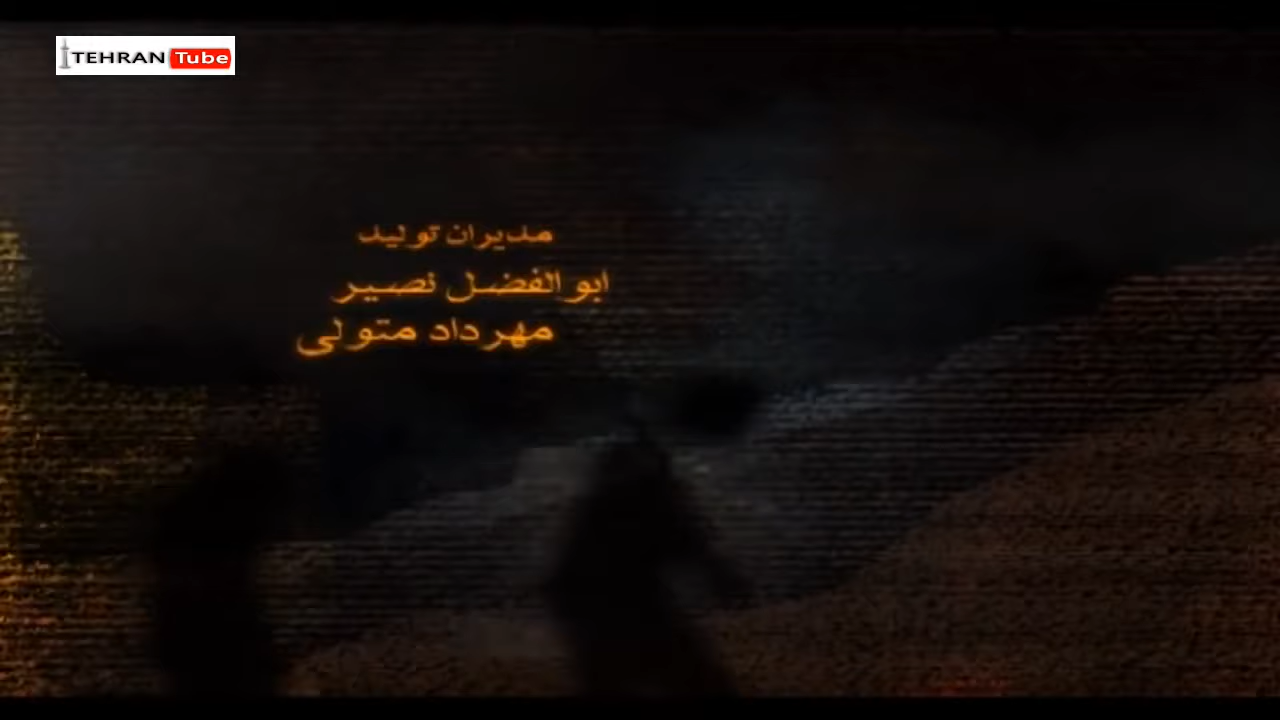 TEHRAN Tube
مدیران تولید
ابوالفضل نصیر
مهرداد متولی